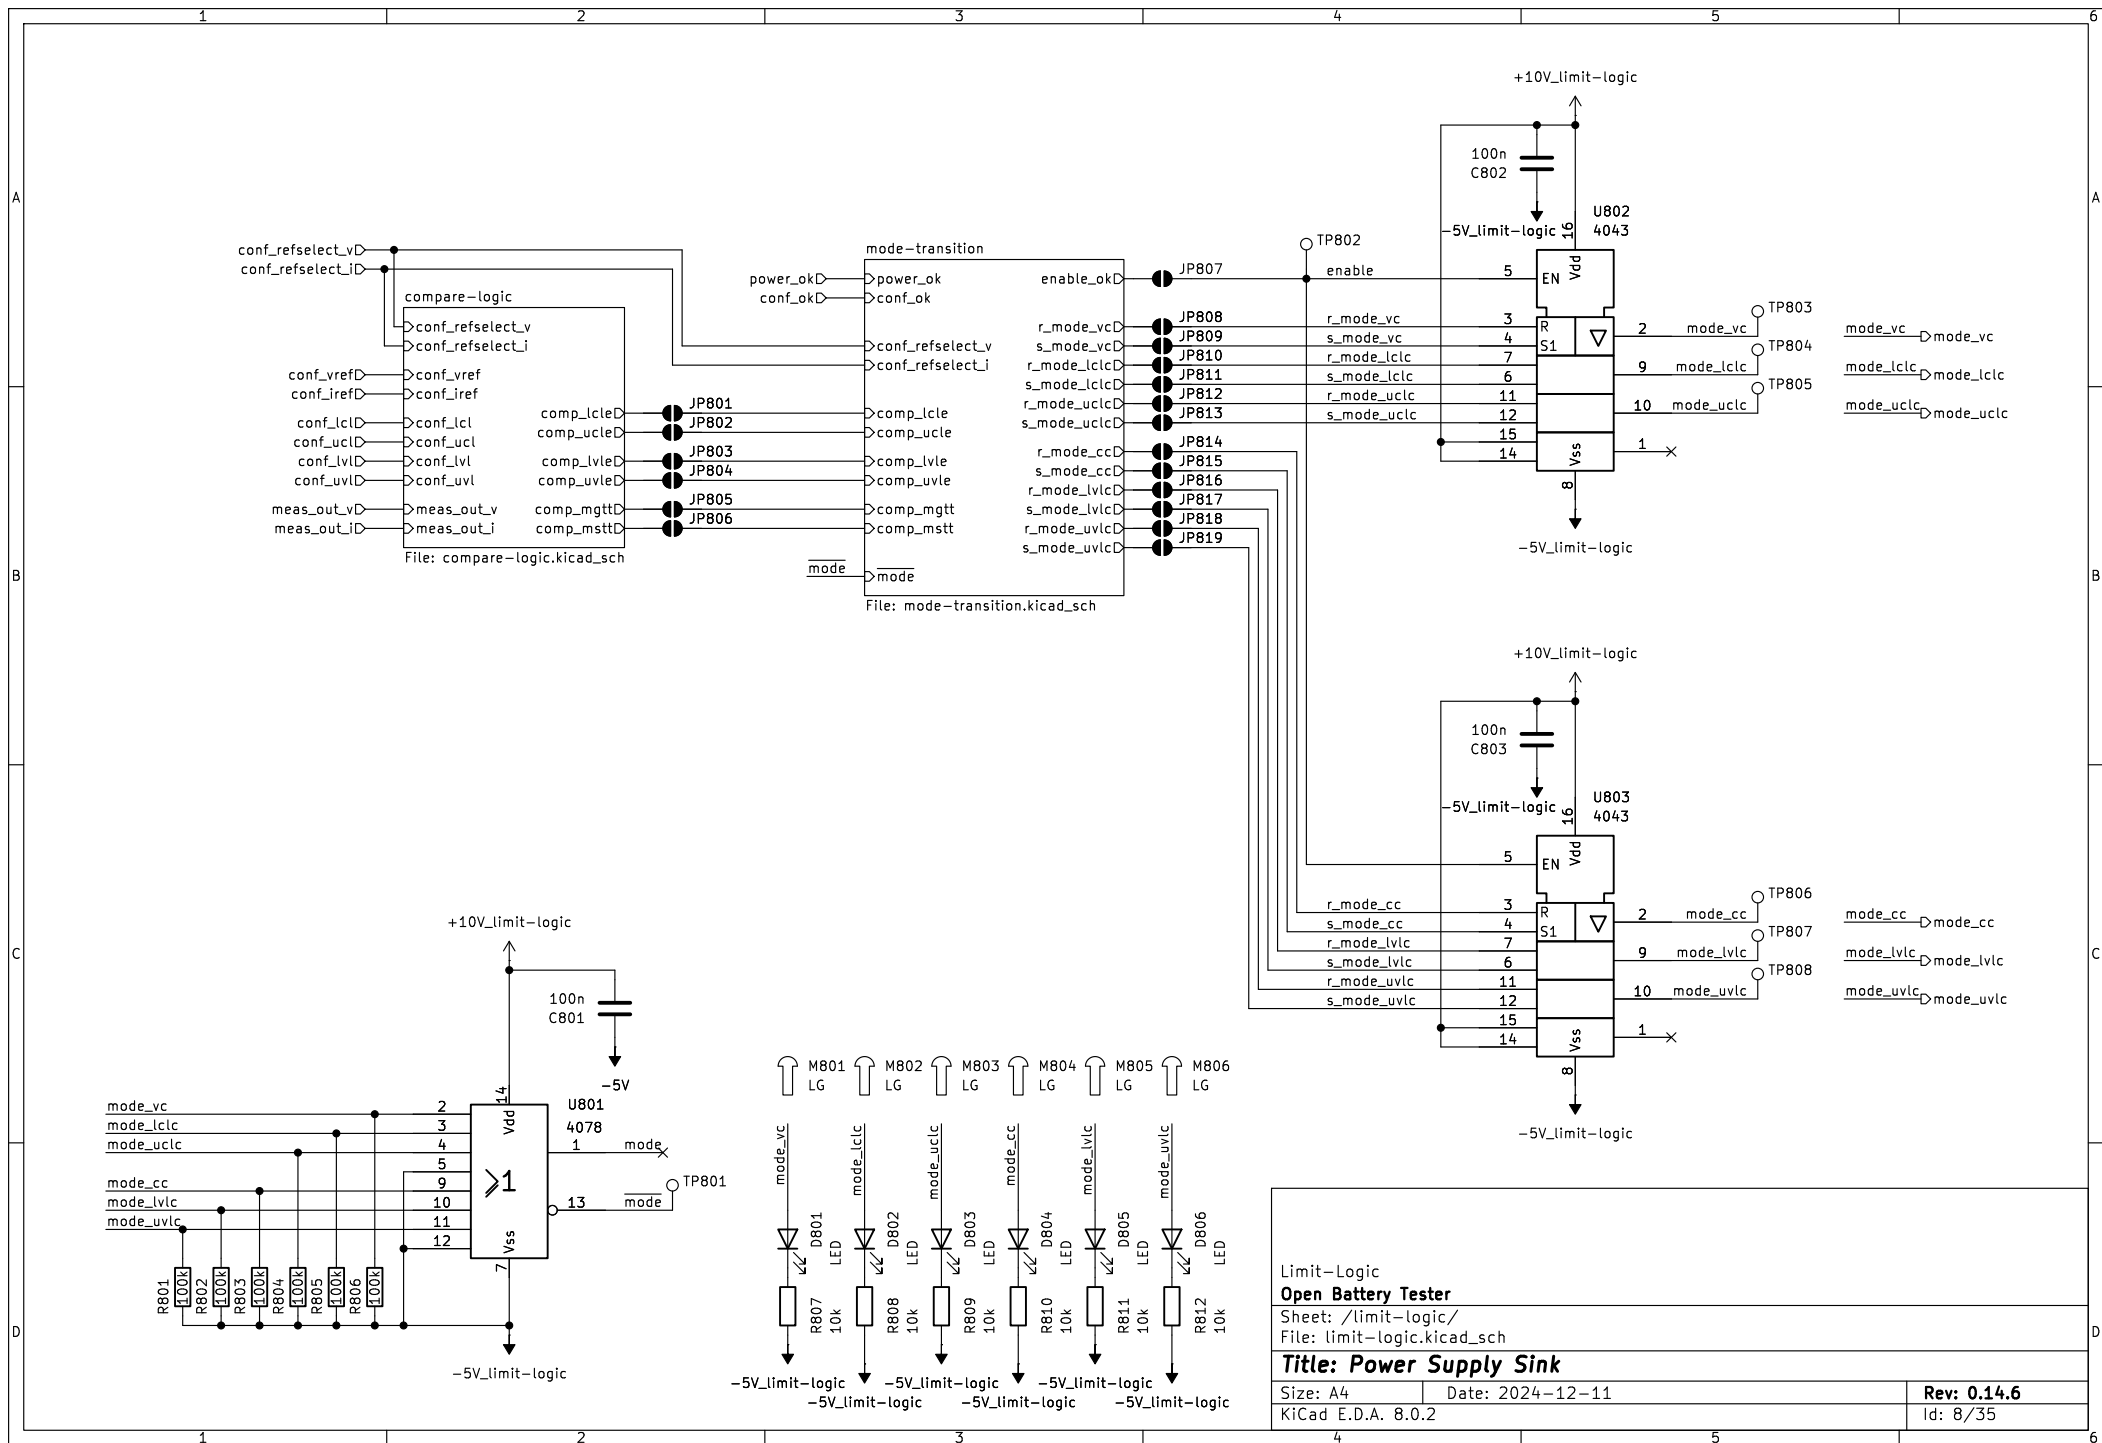 1 2 3 4 5 6
A
B
C
D
A
B
C
D
conf_refselect_v
conf_refselect_i
compare-logic
conf_refselect_v
conf_refselect_i
conf_vref conf_vref
conf_iref conf_iref
conf_lcl conf_lcl
conf_ucl conf_ucl
conf_lvl conf_lvl
conf_uvl conf_uvl
meas_out_v meas_out_v
meas_out_i meas_out_i
comp_lcle
comp_ucle
comp_lvle
comp_uvle
comp_mgtt
comp_mstt
File: compare-logic.kicad_sch
JP801
JP802
JP803
JP804
JP805
JP806
mode-transition
power_ok power_ok
conf_ok conf_ok
conf_refselect_v
conf_refselect_i
comp_lcle
comp_ucle
comp_lvle
comp_uvle
comp_mgtt
comp_mstt
mode mode
enable_ok
r_mode_vc
s_mode_vc
r_mode_lclc
s_mode_lclc
r_mode_uclc
s_mode_uclc
r_mode_cc
s_mode_cc
r_mode_lvlc
s_mode_lvlc
r_mode_uvlc
s_mode_uvlc
File: mode-transition.kicad_sch
JP807
JP808
JP809
JP810
JP811
JP812
JP813
JP814
JP815
JP816
JP817
JP818
JP819
TP802
enable
r_mode_vc
s_mode_vc
r_mode_lclc
s_mode_lclc
r_mode_uclc
s_mode_uclc
+10V_limit-logic
100n
C802
-5V_limit-logic
U802
4043
16
Vdd
5 EN
3 R
4 S1
7
6
11
12
15
14
Vss
8
2
9
10
1
-5V_limit-logic
mode_vc TP803
mode_lclc TP804
mode_uclc TP805
mode_vc mode_vc
mode_lclc mode_lclc
mode_uclc mode_uclc
+10V_limit-logic
100n
C803
-5V_limit-logic
U803
4043
16
Vdd
5 EN
r_mode_cc 3 R
s_mode_cc 4 S1
r_mode_lvlc 7
s_mode_lvlc 6
r_mode_uvlc 11
s_mode_uvlc 12
15
14
Vss
8
2
9
10
1
-5V_limit-logic
mode_cc TP806
mode_lvlc TP807
mode_uvlc TP808
mode_cc mode_cc
mode_lvlc mode_lvlc
mode_uvlc mode_uvlc
+10V_limit-logic
100n
C801
-5V
14
Vdd
U801
4078
mode_vc 2
mode_lclc 3
mode_uclc 4
5
mode_cc 9
mode_lvlc 10
mode_uvlc 11
12
≥1
1 mode
13 mode
TP801
Vss
7
R801 100k
R802 100k
R803 100k
R804 100k
R805 100k
R806 100k
-5V_limit-logic
M801 M802 M803 M804 M805 M806
LG LG LG LG LG LG
mode_vc
mode_lclc
mode_uclc
mode_cc
mode_lvlc
mode_uvlc
D801 LED
D802 LED
D803 LED
D804 LED
D805 LED
D806 LED
R807 10k
R808 10k
R809 10k
R810 10k
R811 10k
R812 10k
-5V_limit-logic -5V_limit-logic -5V_limit-logic
-5V_limit-logic -5V_limit-logic -5V_limit-logic
Limit-Logic
Open Battery Tester
Sheet: /limit-logic/
File: limit-logic.kicad_sch
Title: Power Supply Sink
Size: A4 Date: 2024-12-11 Rev: 0.14.6
KiCad E.D.A. 8.0.2 Id: 8/35
1 2 3 4 5 6